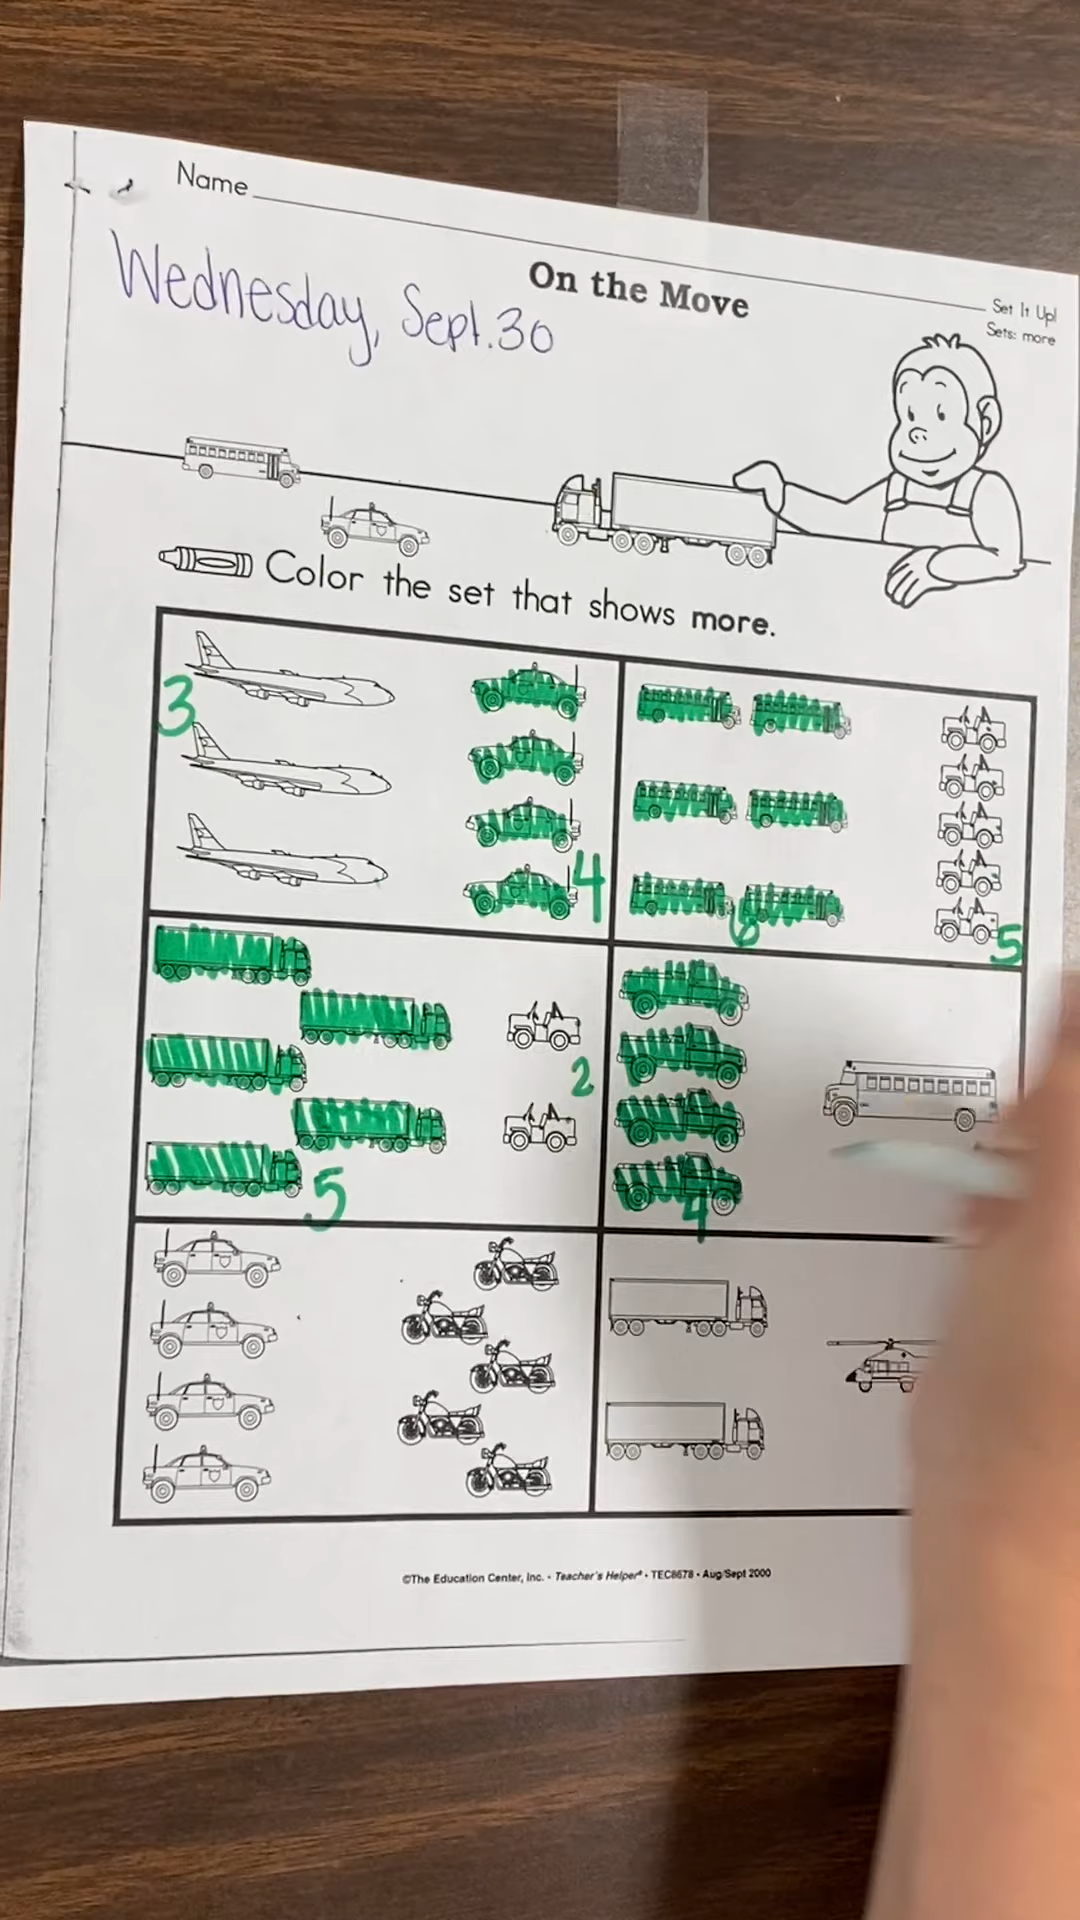 Name
Wednesday, Sept. 30
On the Move
Set It Up!
Sets: more
Color the set that shows more.
3
4
6
5
2
5
4
©The Education Center, Inc. • Teacher's Helper® • TEC8678 • Aug/Sept 2000